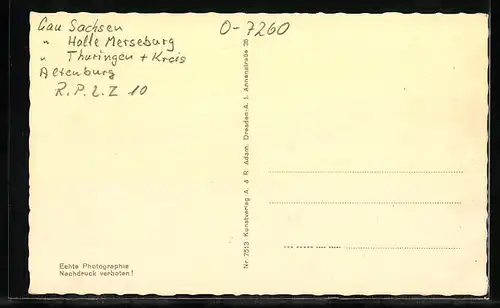 Gau Sachsen
" Halle Merseburg
" Thüringen + Kreis
Altenburg
R.P.L.Z 10
O-7260
Nr. 7513 Kunstverlag A. & R. Adam, Dresden-A. 1, Annenstraße 35
Echte Photographie
Nachdruck verboten!